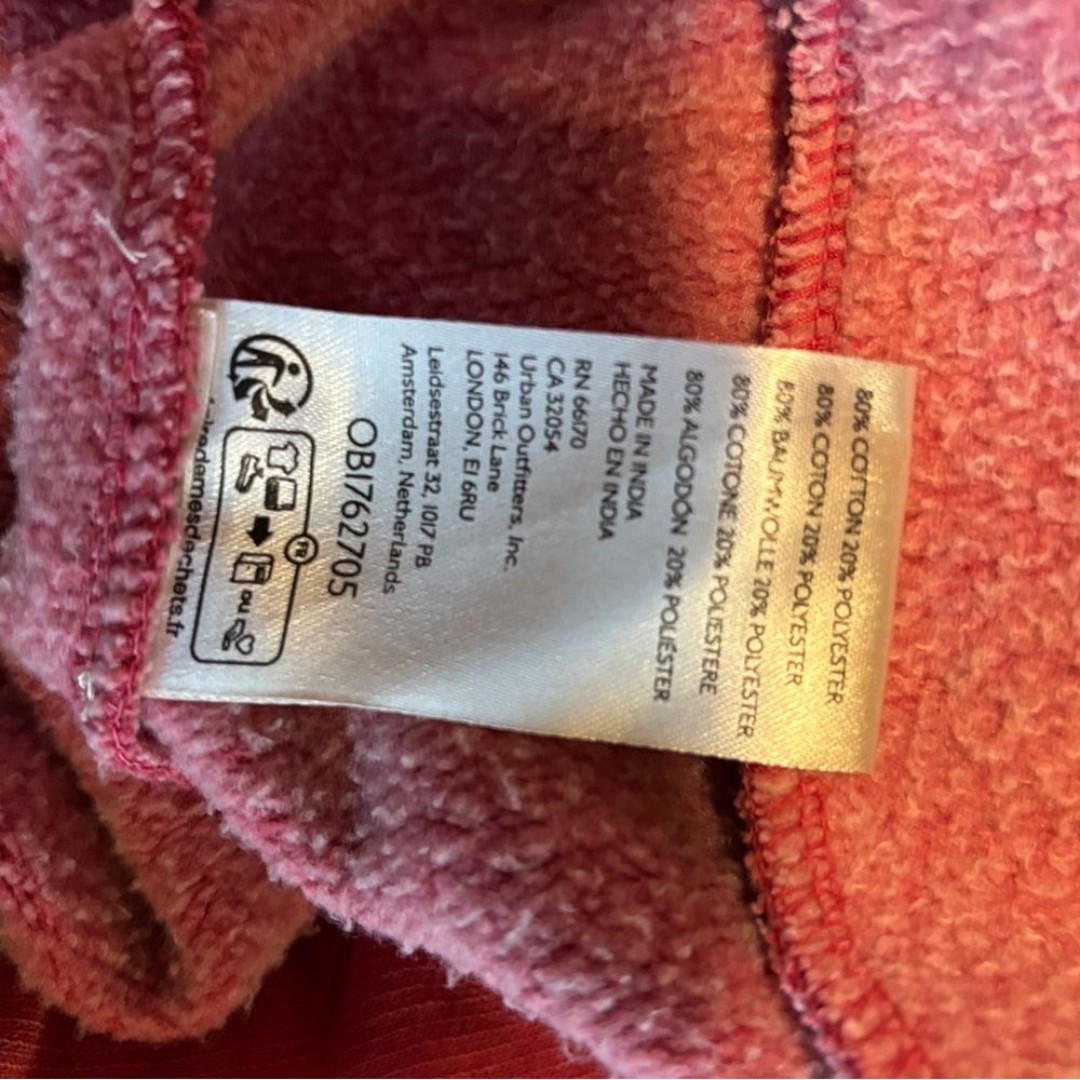 80% COTTON 20% POLYESTER
80% COTON 20% POLYESTER
80% BAUMWOLLE 20% POLYESTER
80% COTONE 20% POLIESTERE
80% ALGODÓN 20% POLIÉSTER
MADE IN INDIA
HECHO EN INDIA
RN 66170
CA 32054
Urban Outfitters, Inc.
146 Brick Lane
LONDON, E1 6RU
Leidsestraat 32, 1017 PB
Amsterdam, Netherlands
OB1762705
FR
ou